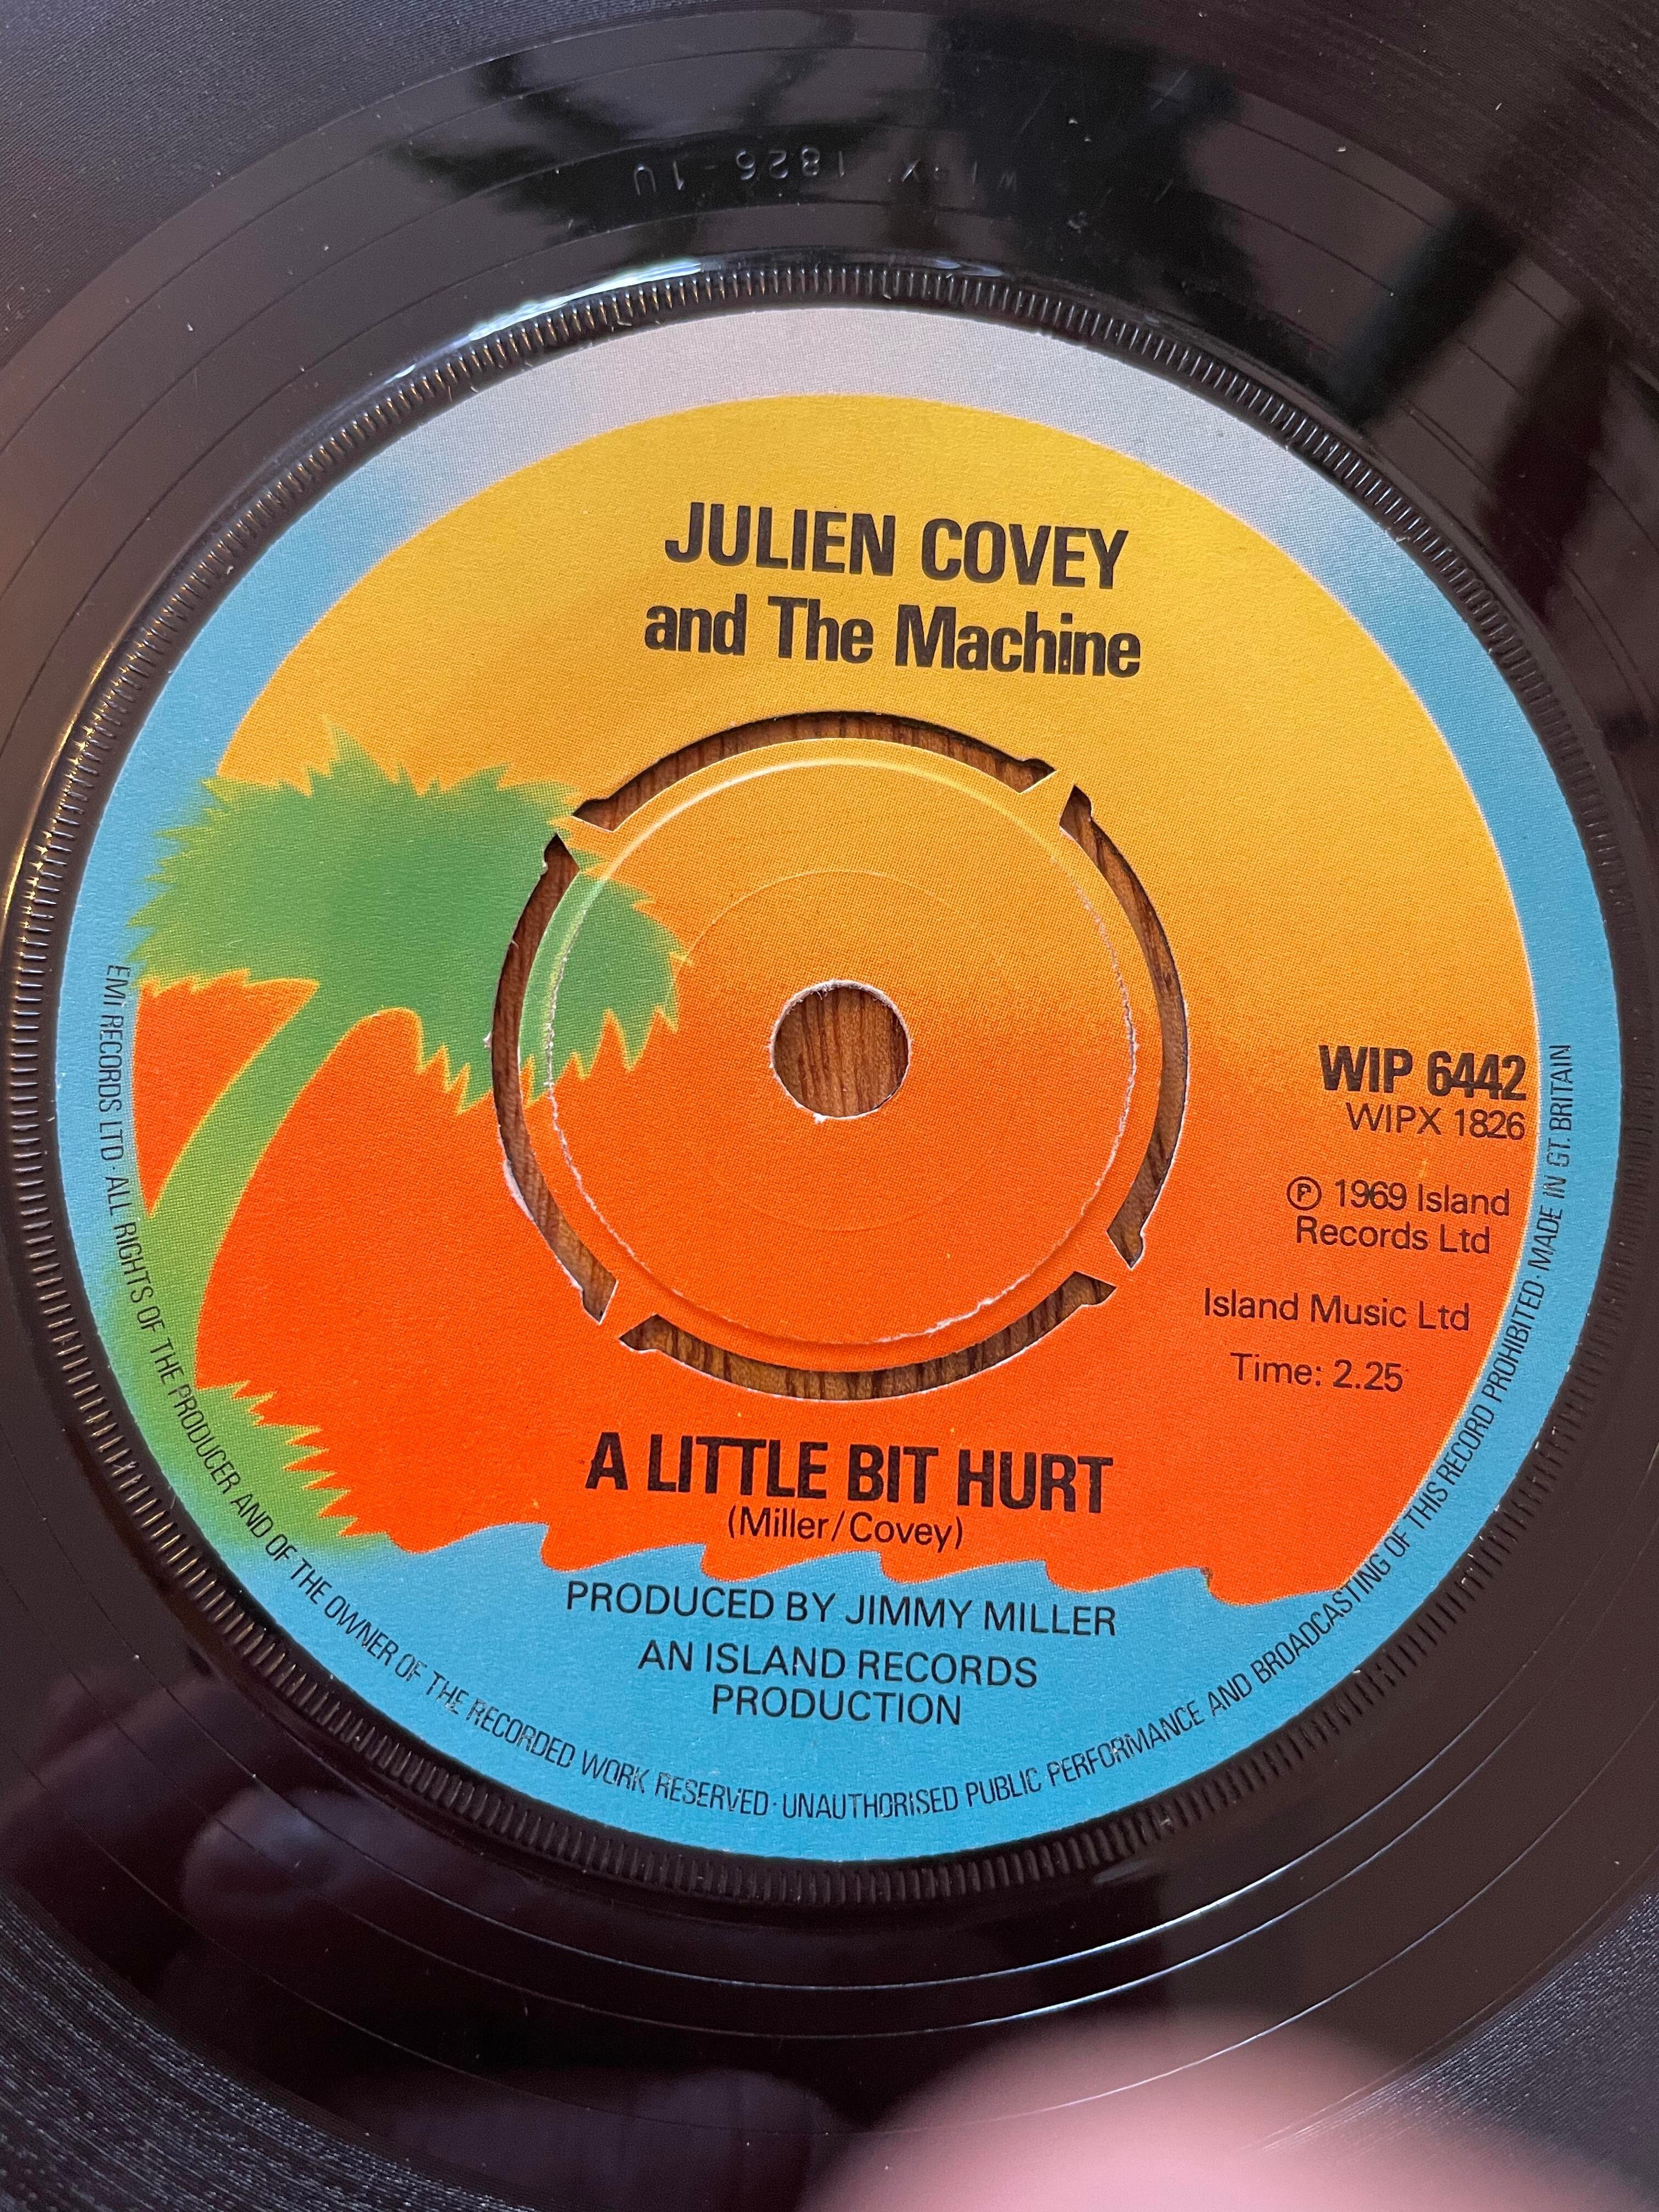 WIPX 1826-1U
JULIEN COVEY
and The Machine
WIP 6442
WIPX 1826
Ⓟ 1969 Island
Records Ltd
Island Music Ltd
Time: 2.25
A LITTLE BIT HURT
(Miller/Covey)
PRODUCED BY JIMMY MILLER
AN ISLAND RECORDS
PRODUCTION
EMI RECORDS LTD·ALL RIGHTS OF THE PRODUCER AND OF THE OWNER OF THE RECORDED WORK RESERVED·UNAUTHORISED PUBLIC PERFORMANCE AND BROADCASTING OF THIS RECORD PROHIBITED·MADE IN GT. BRITAIN